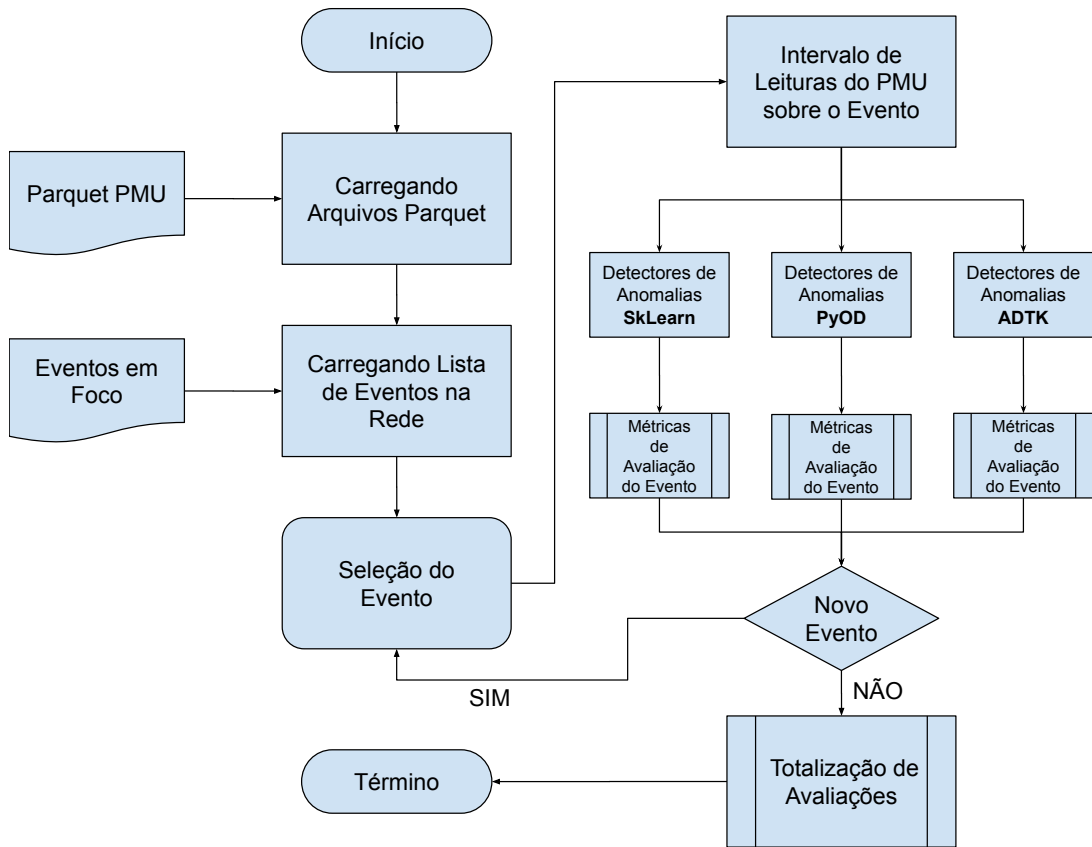 Início
Parquet PMU
Carregando
Arquivos Parquet
Eventos em
Foco
Carregando Lista
de Eventos na
Rede
Seleção do
Evento
Intervalo de
Leituras do PMU
sobre o Evento
Detectores de
Anomalias
SkLearn
Detectores de
Anomalias
PyOD
Detectores de
Anomalias
ADTK
Métricas
de
Avaliação
do Evento
Métricas
de
Avaliação
do Evento
Métricas
de
Avaliação
do Evento
Novo
Evento
SIM
NÃO
Totalização de
Avaliações
Término